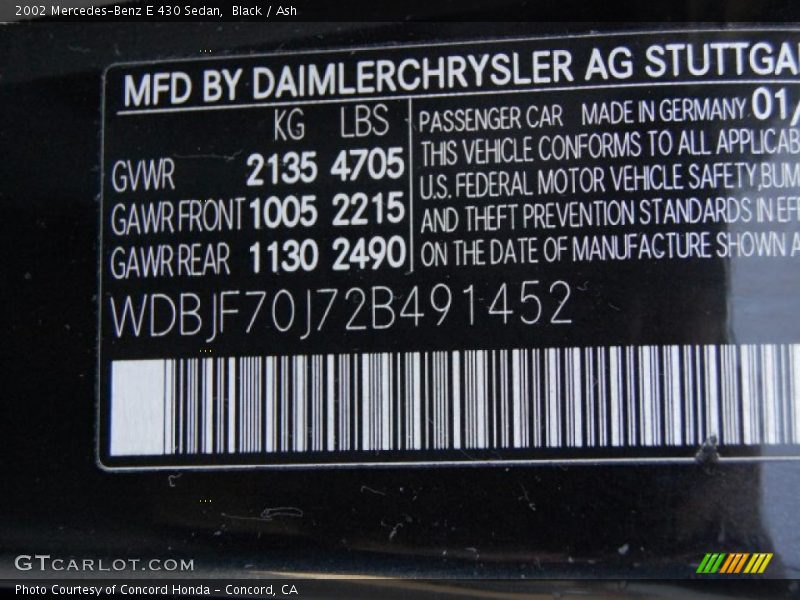 2002 Mercedes-Benz E 430 Sedan, Black / Ash
MFD BY DAIMLERCHRYSLER AG STUTTGA
KG LBS
GVWR 2135 4705
GAWR FRONT 1005 2215
GAWR REAR 1130 2490
PASSENGER CAR MADE IN GERMANY 01/
THIS VEHICLE CONFORMS TO ALL APPLICAB
U.S. FEDERAL MOTOR VEHICLE SAFETY, BUM
AND THEFT PREVENTION STANDARDS IN EFF
ON THE DATE OF MANUFACTURE SHOWN A
WDBJF70J72B491452
GTCARLOT.COM
Photo Courtesy of Concord Honda - Concord, CA